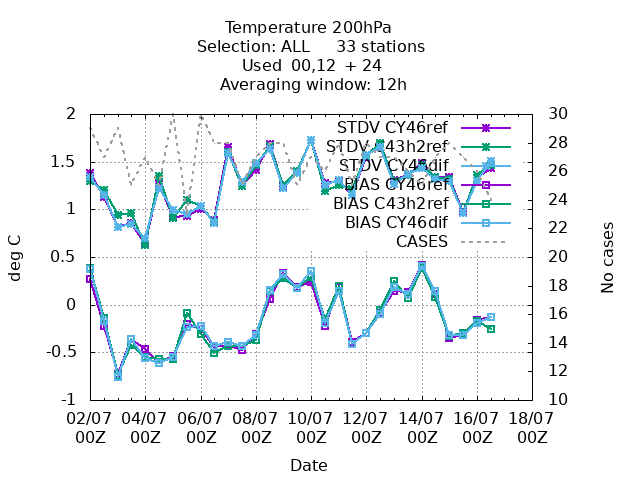 Temperature 200hPa
Selection: ALL 33 stations
Used 00,12 + 24
Averaging window: 12h
STDV CY46ref
STDV C43h2ref
STDV CY46dif
BIAS CY46ref
BIAS C43h2ref
BIAS CY46dif
CASES
deg C
2
1.5
1
0.5
0
-0.5
-1
30
28
26
24
22
20
18
16
14
12
10
No cases
02/07 04/07 06/07 08/07 10/07 12/07 14/07 16/07 18/07
00Z 00Z 00Z 00Z 00Z 00Z 00Z 00Z 00Z
Date